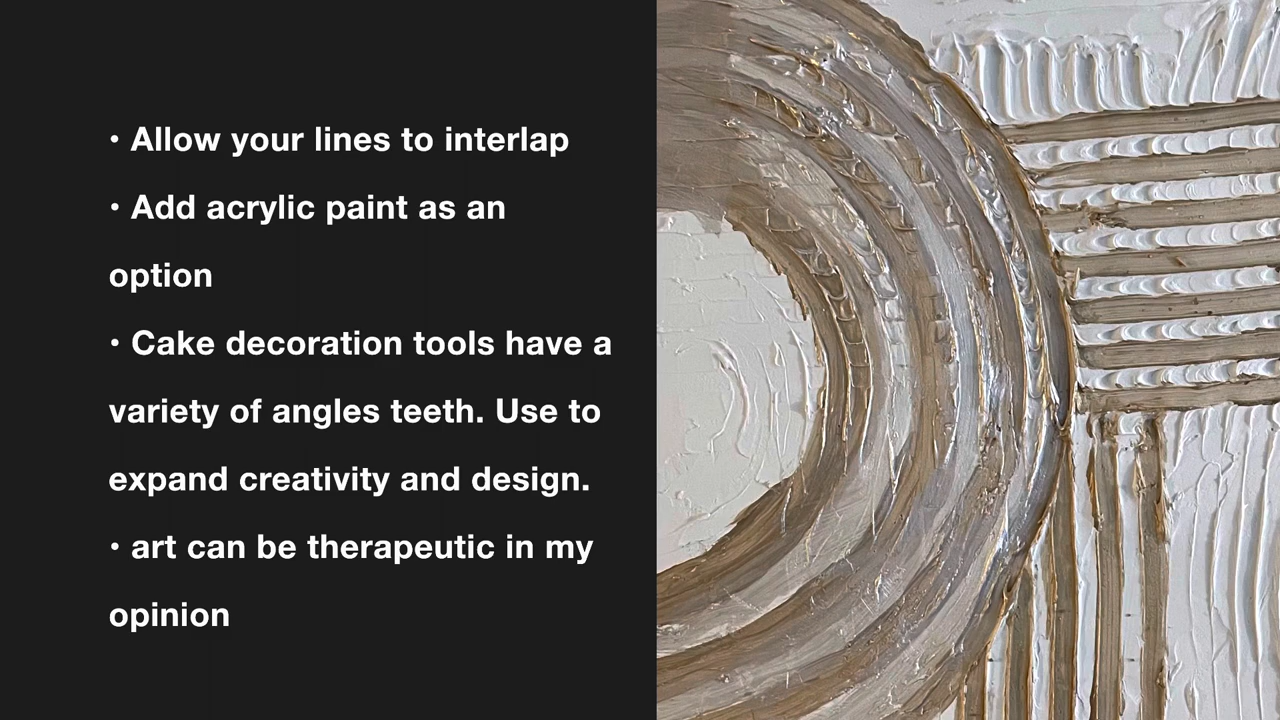 • Allow your lines to interlap
• Add acrylic paint as an
option
• Cake decoration tools have a
variety of angles teeth. Use to
expand creativity and design.
• art can be therapeutic in my
opinion